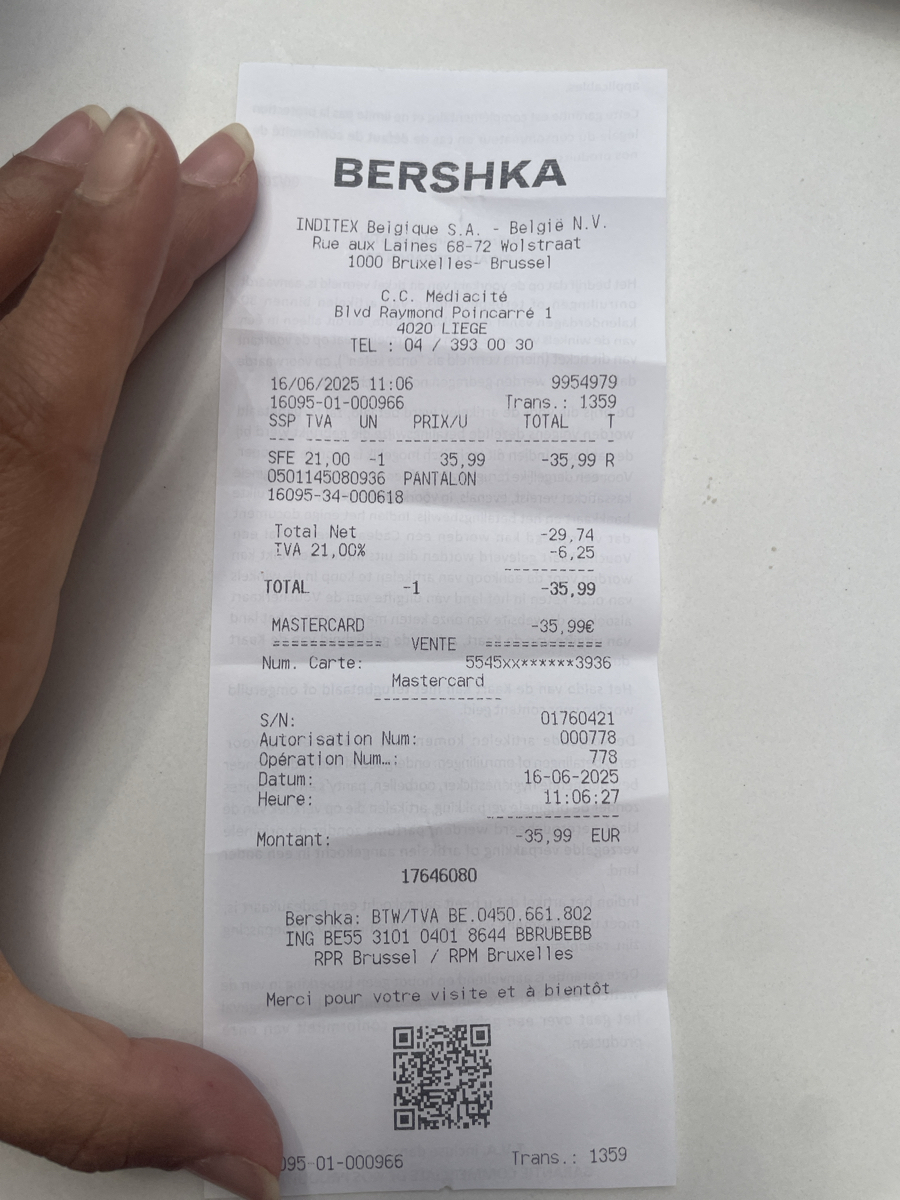 BERSHKA
INDITEX Belgique S.A. - België N.V.
Rue aux Laines 68-72 Wolstraat
1000 Bruxelles- Brussel
C.C. Médiacité
Blvd Raymond Poincarré 1
4020 LIEGE
TEL : 04 / 393 00 30
16/06/2025 11:06 9954979
16095-01-000966 Trans.: 1359
SSP TVA UN PRIX/U TOTAL T
--- --- --- -------- ----------- ---
SFE 21,00 -1 35,99 -35,99 R
0501145080936 PANTALON
16095-34-000618
Total Net -29,74
TVA 21,00% -6,25
----------
TOTAL -1 -35,99
MASTERCARD -35,99€
============ VENTE =============
Num. Carte: 5545xx******3936
Mastercard
--------------
S/N: 01760421
Autorisation Num: 000778
Opération Num…: 778
Datum: 16-06-2025
Heure: 11:06:27
---------------
Montant: -35,99 EUR
17646080
Bershka: BTW/TVA BE.0450.661.802
ING BE55 3101 0401 8644 BBRUBEBB
RPR Brussel / RPM Bruxelles
Merci pour votre visite et à bientôt
095-01-000966 Trans.: 1359